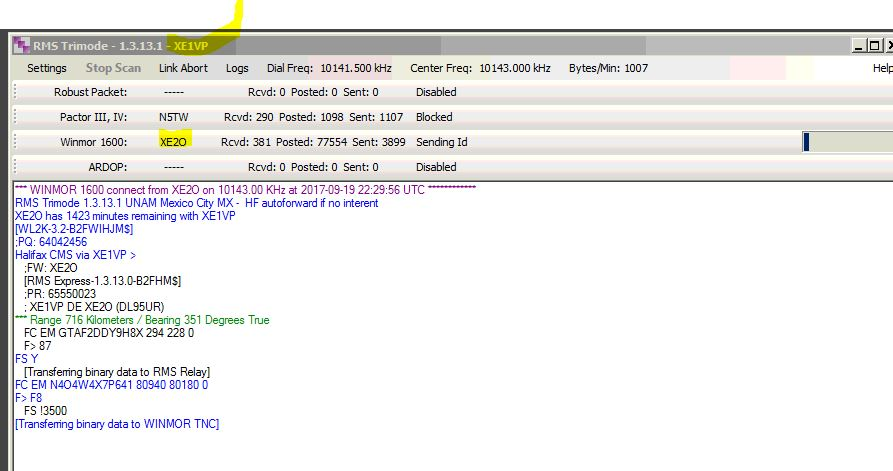 RMS Trimode - 1.3.13.1 - XE1VP
Settings Stop Scan Link Abort Logs Dial Freq: 10141.500 kHz Center Freq: 10143.000 kHz Bytes/Min: 1007 Help
Robust Packet: ----- Rcvd: 0 Posted: 0 Sent: 0 Disabled
Pactor III, IV: N5TW Rcvd: 290 Posted: 1098 Sent: 1107 Blocked
Winmor 1600: XE2O Rcvd: 381 Posted: 77554 Sent: 3899 Sending Id
ARDOP: ----- Rcvd: 0 Posted: 0 Sent: 0 Disabled
*** WINMOR 1600 connect from XE2O on 10143.00 KHz at 2017-09-19 22:29:56 UTC ************
RMS Trimode 1.3.13.1 UNAM Mexico City MX - HF autoforward if no interent
XE2O has 1423 minutes remaining with XE1VP
[WL2K-3.2-B2FWIHJM$]
;PQ: 64042456
Halifax CMS via XE1VP >
;FW: XE2O
[RMS Express-1.3.13.0-B2FHM$]
;PR: 65550023
; XE1VP DE XE2O (DL95UR)
*** Range 716 Kilometers / Bearing 351 Degrees True
FC EM GTAF2DDY9H8X 294 228 0
F> 87
FS Y
[Transferring binary data to RMS Relay]
FC EM N4O4W4X7P641 80940 80180 0
F> F8
FS !3500
[Transferring binary data to WINMOR TNC]